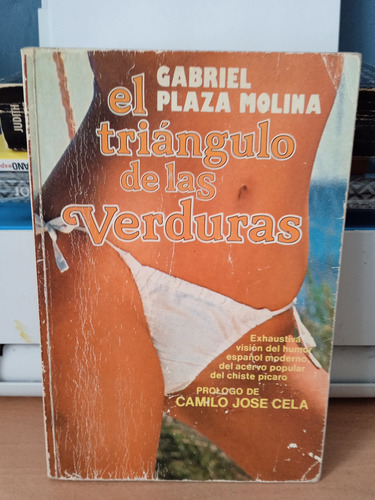 GABRIEL
PLAZA MOLINA
el
triángulo
de las
Verduras
Exhaustiva
visión del humor
español moderno
del acervo popular
del chiste pícaro
PROLOGO DE
CAMILO JOSE CELA
JUDITH